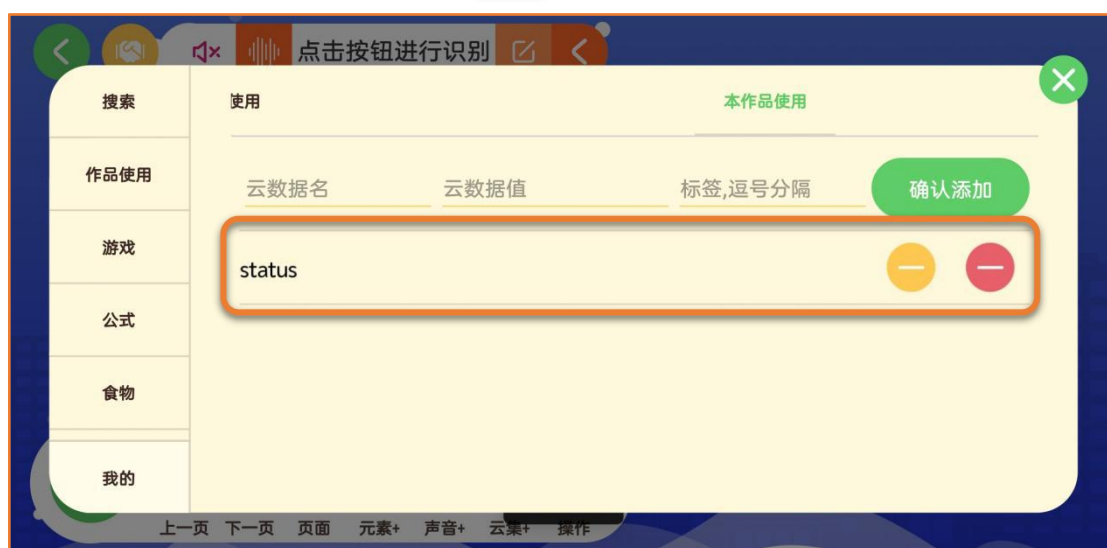 点击按钮进行识别
搜索
使用
本作品使用
作品使用
云数据名
云数据值
标签,逗号分隔
确认添加
游戏
status
公式
食物
我的
上一页 下一页 页面 元素+ 声音+ 云集+ 操作